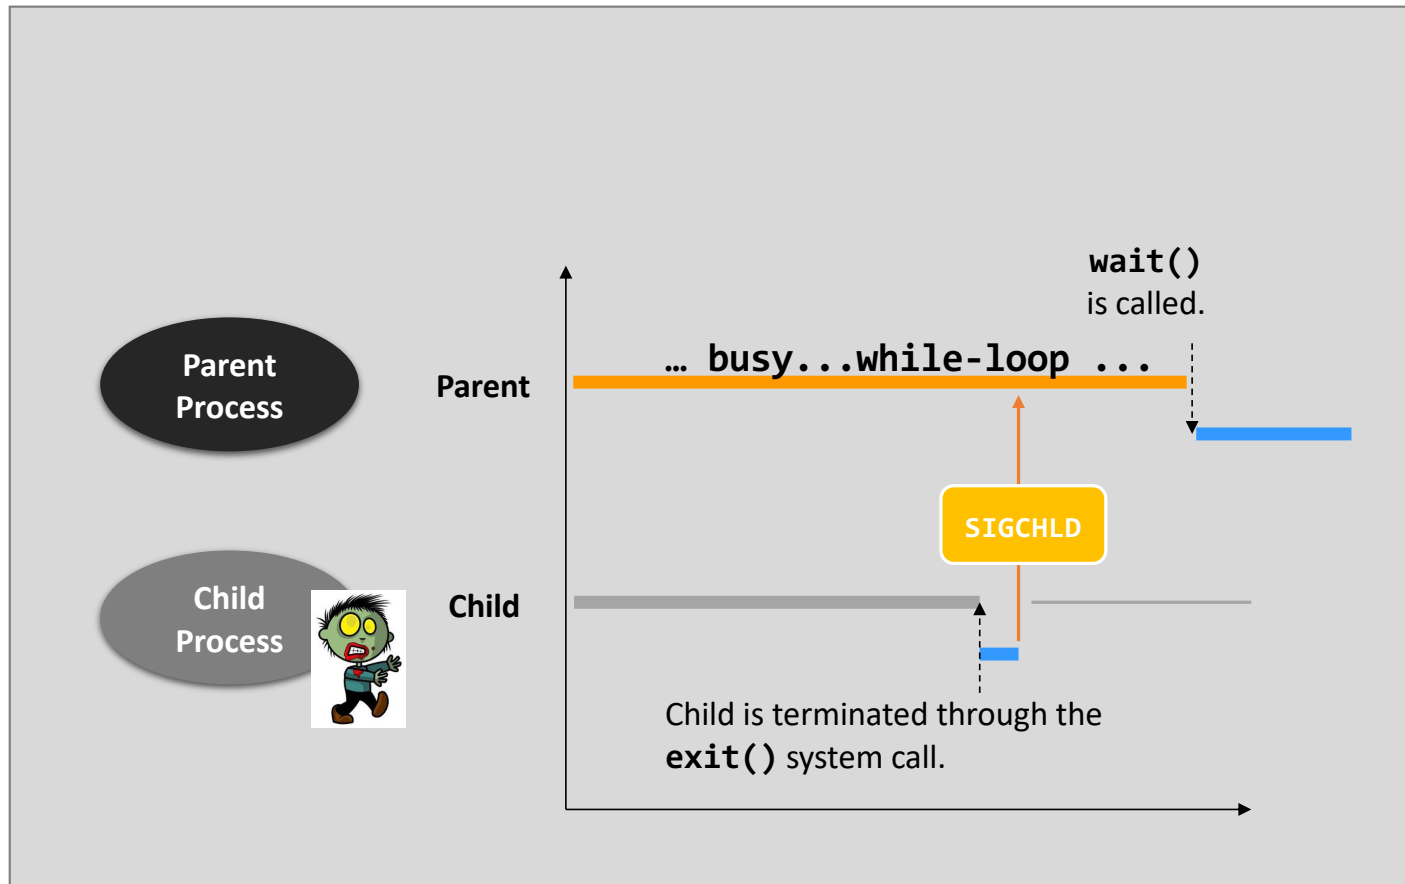 wait()
is called.
… busy...while-loop ...
Parent
Process
Parent
SIGCHLD
Child
Process
Child
Child is terminated through the
exit() system call.